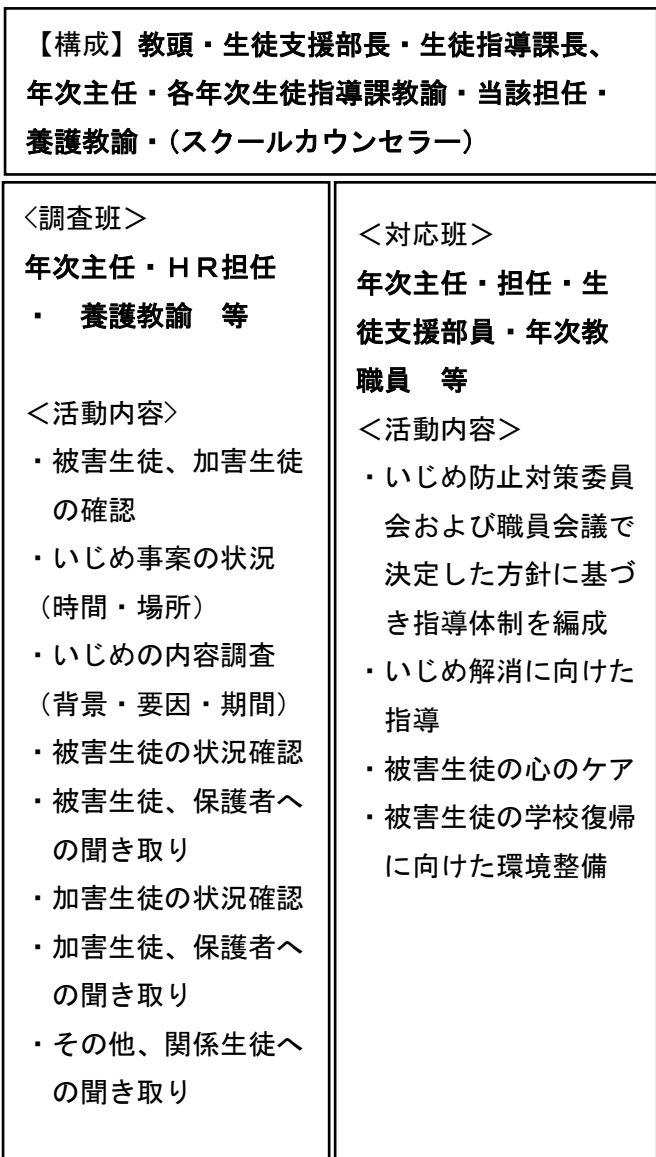 【構成】教頭・生徒支援部長・生徒指導課長、
年次主任・各年次生徒指導課教諭・当該担任・
養護教諭・(スクールカウンセラー)
〈調査班＞
年次主任・ＨＲ担任
・　養護教諭　等
＜活動内容〉
・被害生徒、加害生徒
の確認
・いじめ事案の状況
（時間・場所）
・いじめの内容調査
（背景・要因・期間）
・被害生徒の状況確認
・被害生徒、保護者へ
の聞き取り
・加害生徒の状況確認
・加害生徒、保護者へ
の聞き取り
・その他、関係生徒へ
の聞き取り
＜対応班＞
年次主任・担任・生
徒支援部員・年次教
職員　等
＜活動内容＞
・いじめ防止対策委員
会および職員会議で
決定した方針に基づ
き指導体制を編成
・いじめ解消に向けた
指導
・被害生徒の心のケア
・被害生徒の学校復帰
に向けた環境整備